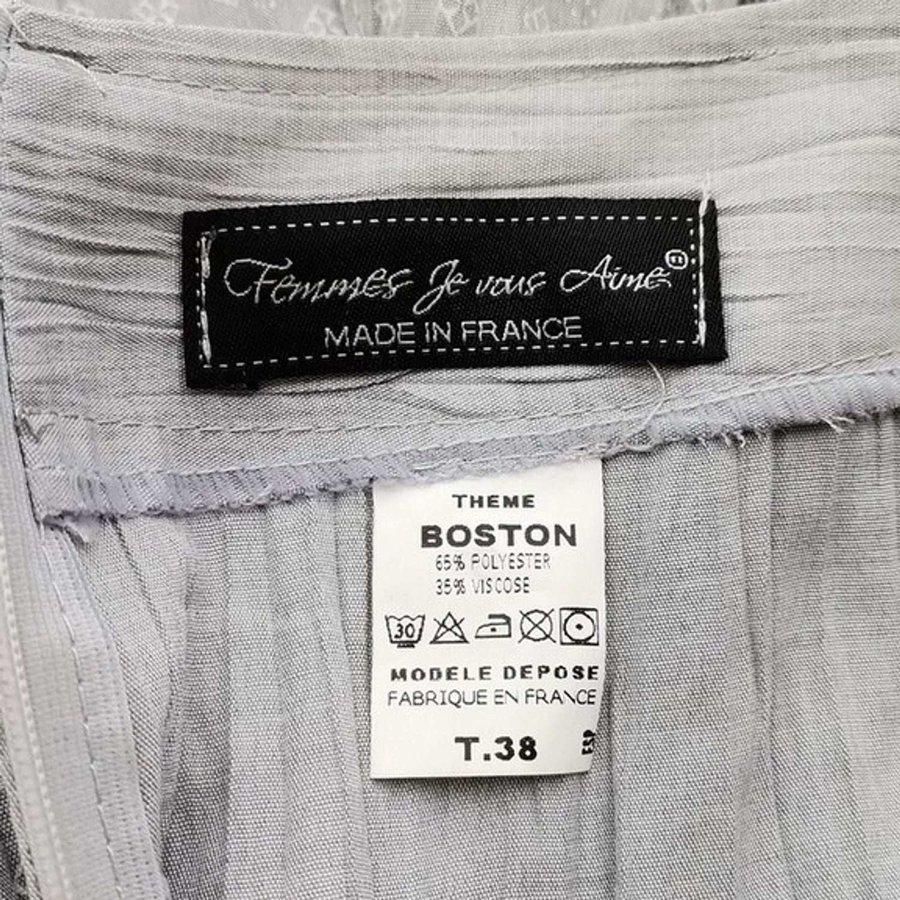 Femmes Je vous Aime®
MADE IN FRANCE
THEME
BOSTON
65% POLYESTER
35% VISCOSE
30
MODELE DEPOSE
FABRIQUE EN FRANCE
T.38